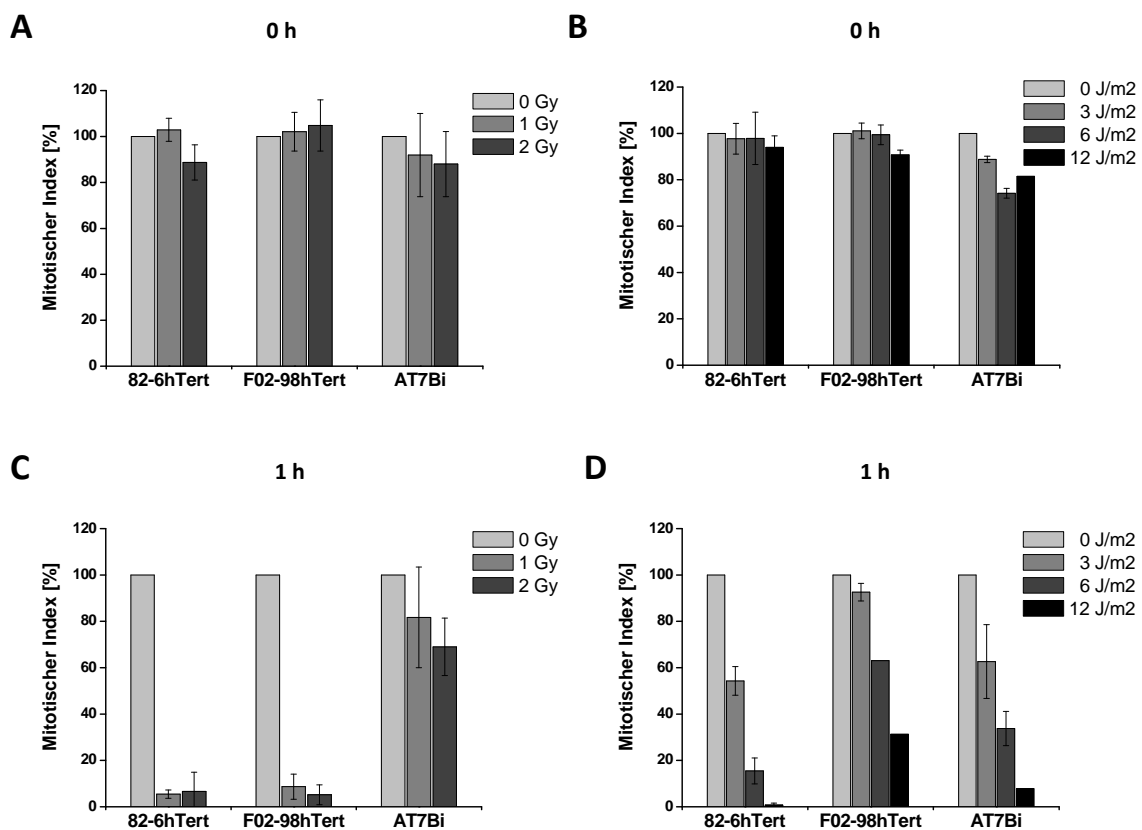 A
0 h
Mitotischer Index [%]
120
100
80
60
40
20
0
82-6hTert
F02-98hTert
AT7Bi
0 Gy
1 Gy
2 Gy
B
0 h
Mitotischer Index [%]
120
100
80
60
40
20
0
82-6hTert
F02-98hTert
AT7Bi
0 J/m2
3 J/m2
6 J/m2
12 J/m2
C
1 h
Mitotischer Index [%]
120
100
80
60
40
20
0
82-6hTert
F02-98hTert
AT7Bi
0 Gy
1 Gy
2 Gy
D
1 h
Mitotischer Index [%]
120
100
80
60
40
20
0
82-6hTert
F02-98hTert
AT7Bi
0 J/m2
3 J/m2
6 J/m2
12 J/m2